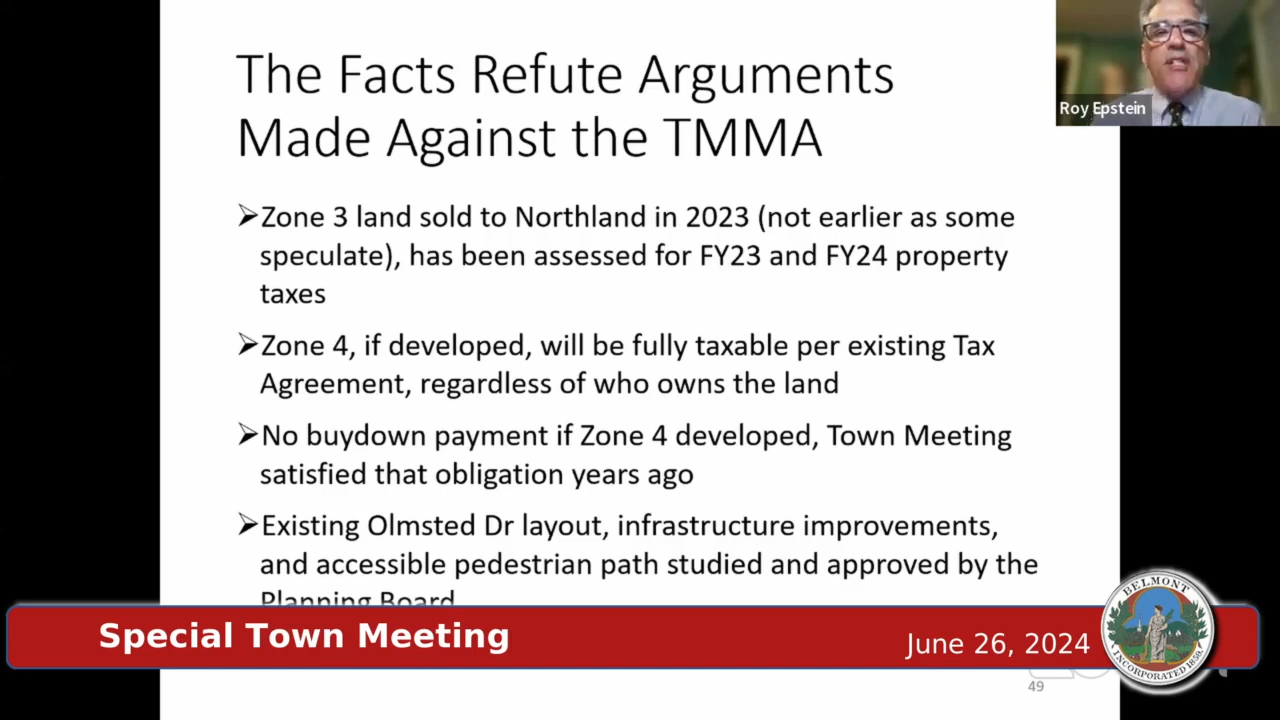 The Facts Refute Arguments
Made Against the TMMA
Roy Epstein
➢Zone 3 land sold to Northland in 2023 (not earlier as some
speculate), has been assessed for FY23 and FY24 property
taxes
➢Zone 4, if developed, will be fully taxable per existing Tax
Agreement, regardless of who owns the land
➢No buydown payment if Zone 4 developed, Town Meeting
satisfied that obligation years ago
➢Existing Olmsted Dr layout, infrastructure improvements,
and accessible pedestrian path studied and approved by the
Planning Board
Special Town Meeting
June 26, 2024
BELMONT
INCORPORATED 1859
49